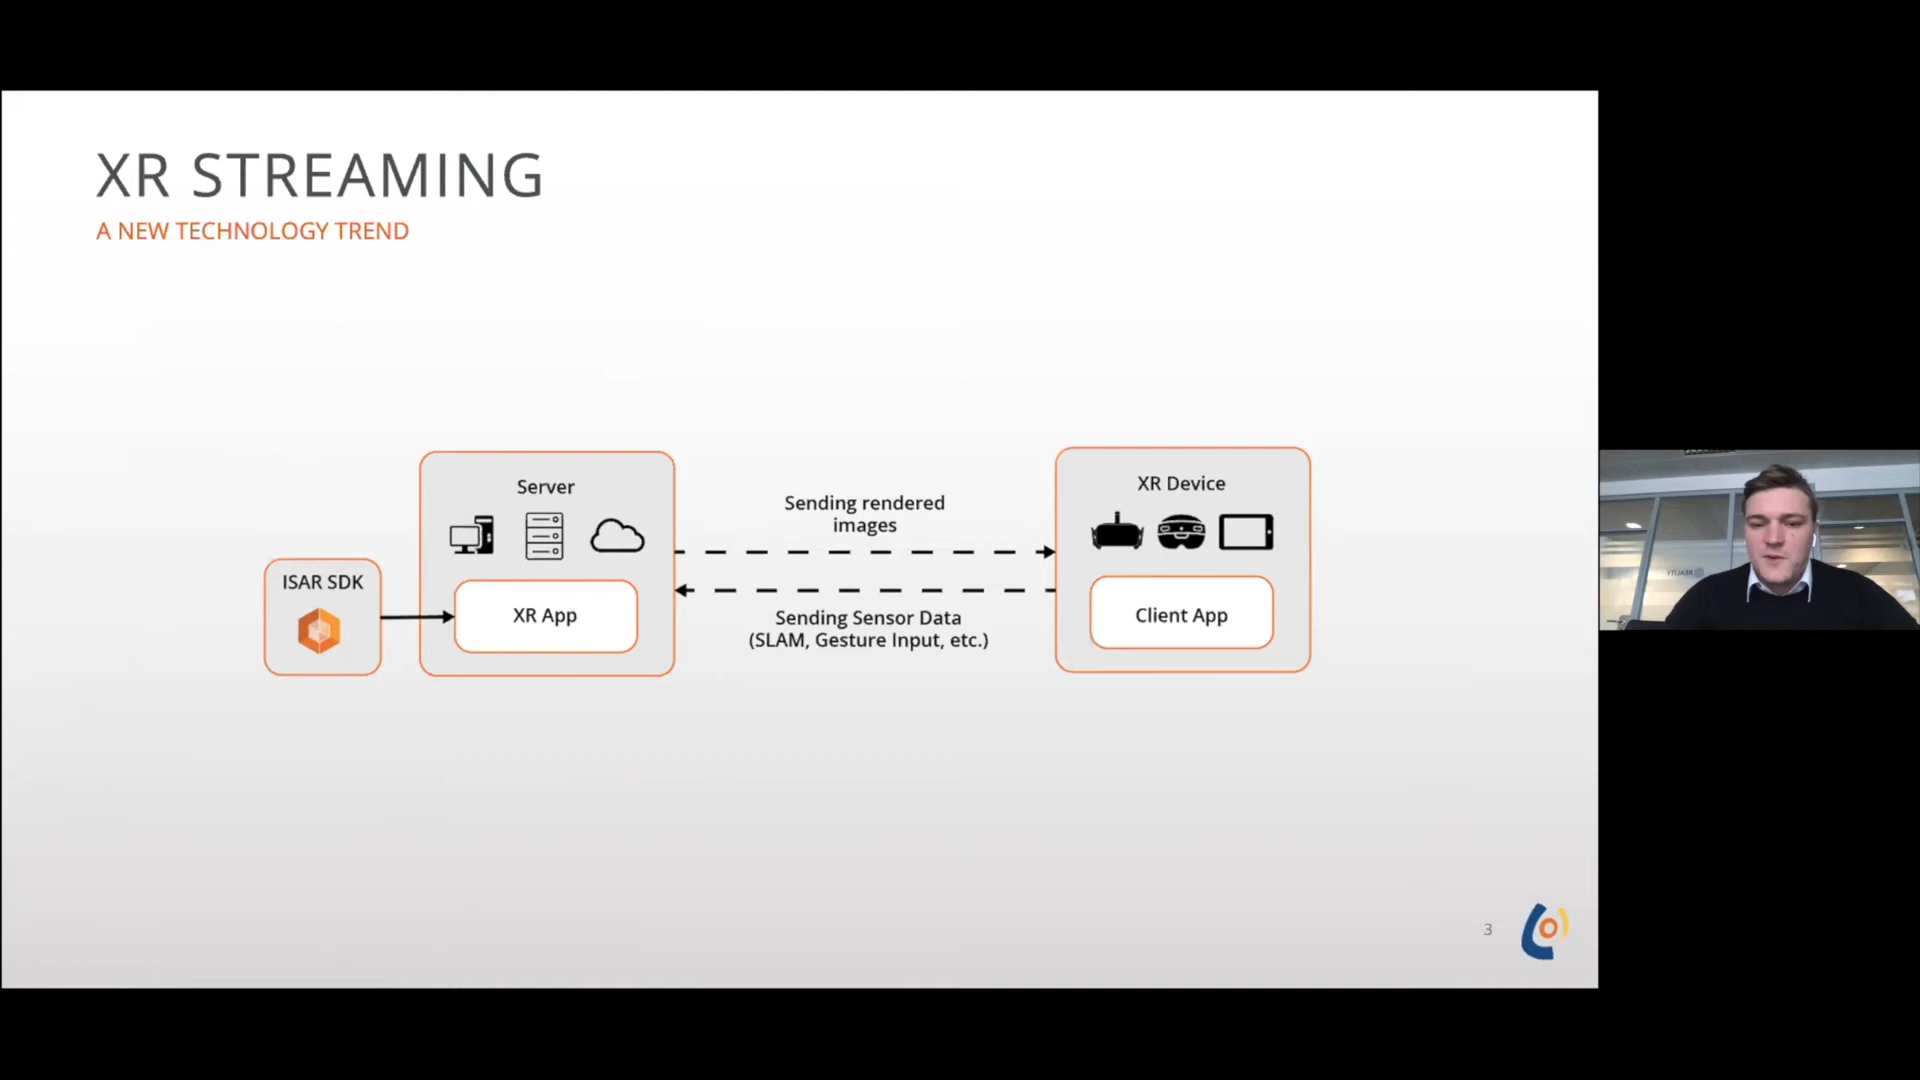 XR STREAMING
A NEW TECHNOLOGY TREND
ISAR SDK
Server
XR App
Sending rendered
images
Sending Sensor Data
(SLAM, Gesture Input, etc.)
XR Device
Client App
3